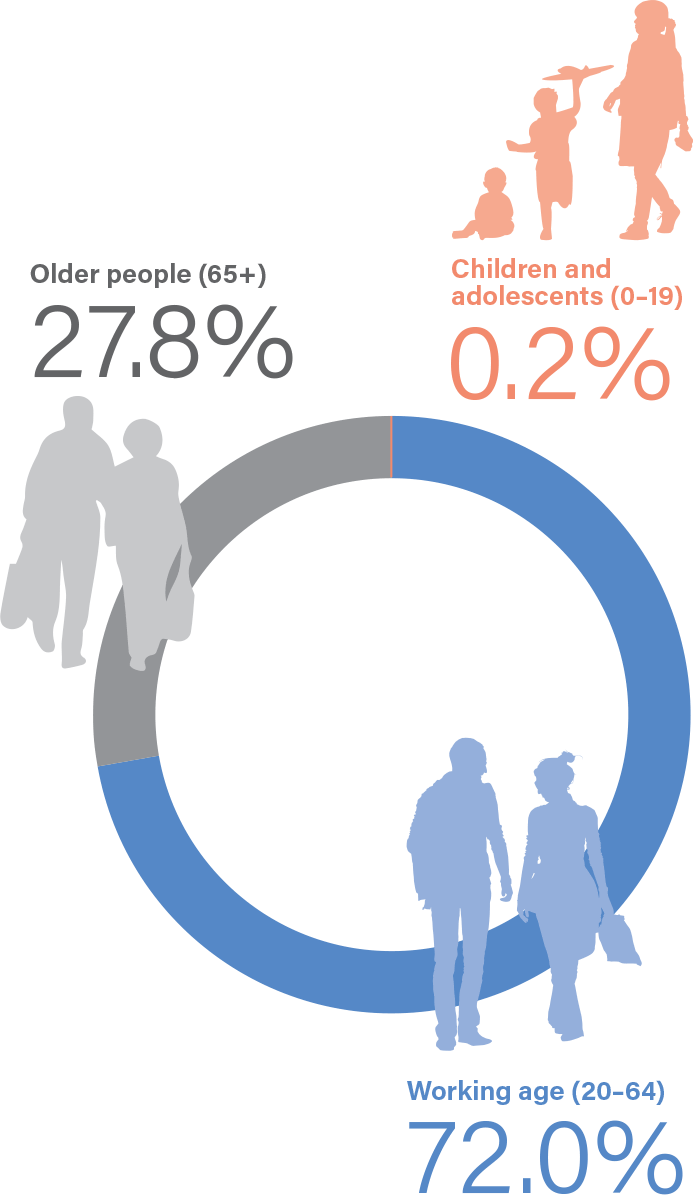 Older people (65+)
27.8%
Children and
adolescents (0–19)
0.2%
Working age (20–64)
72.0%